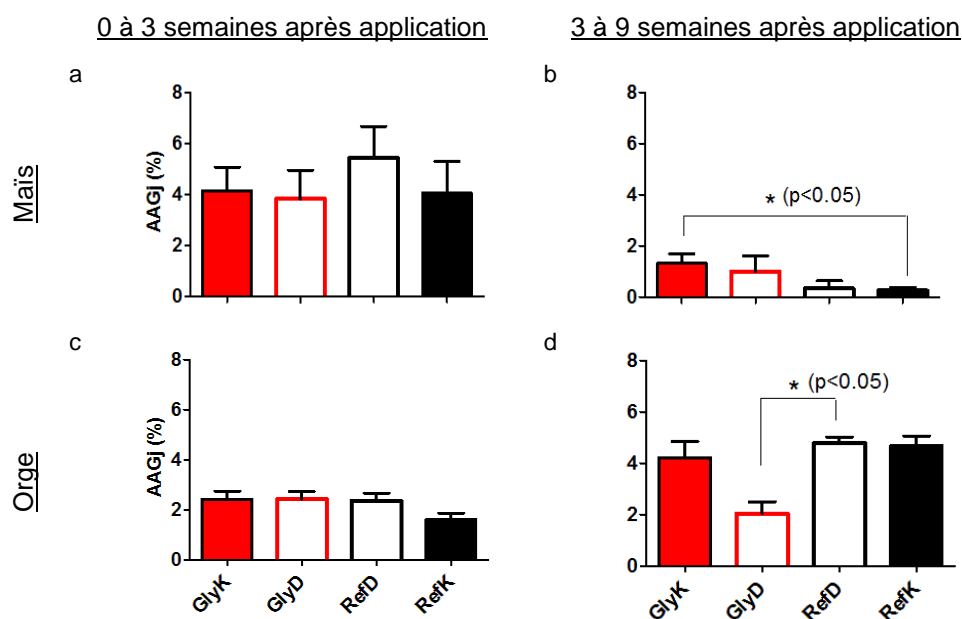 0 à 3 semaines après application
3 à 9 semaines après application
Maïs
a
8
6
4
2
0
AAGj (%)
b
8
6
4
2
0
* (p<0.05)
Orge
c
8
6
4
2
0
AAGj (%)
GlyK
GlyD
RefD
RefK
d
8
6
4
2
0
* (p<0.05)
GlyK
GlyD
RefD
RefK